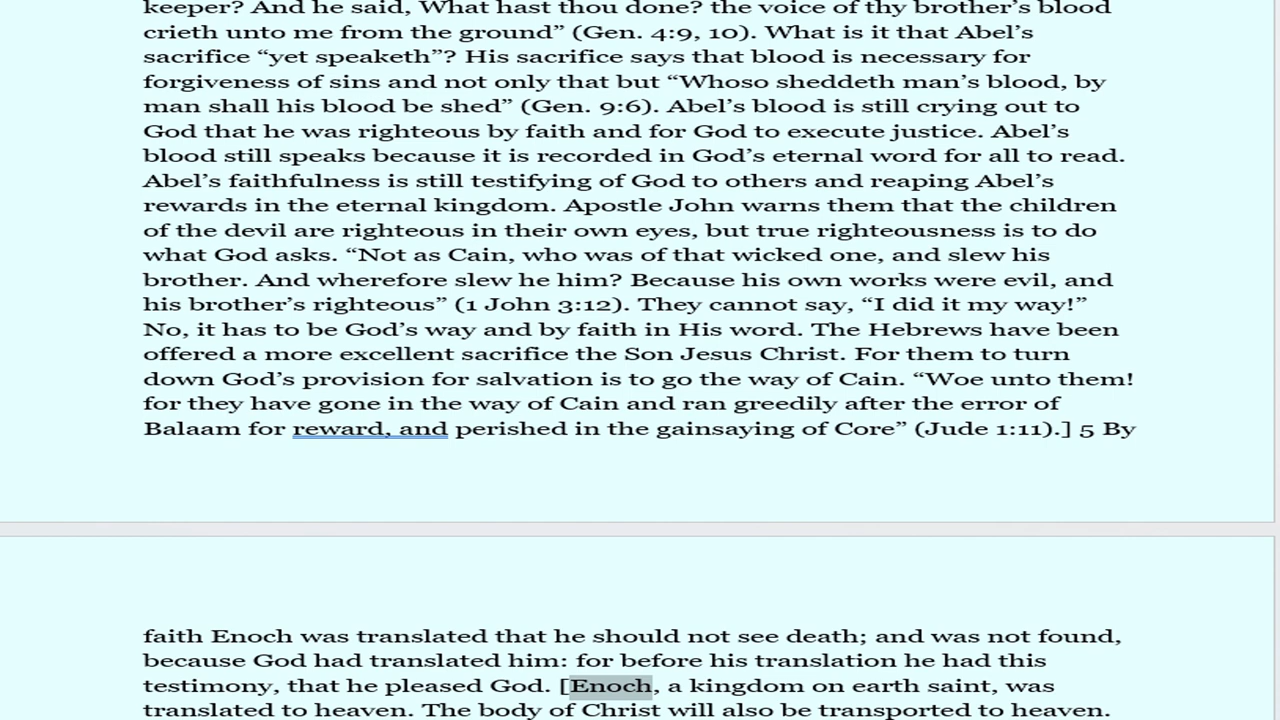 keeper? And he said, What hast thou done? the voice of thy brother’s blood
crieth unto me from the ground” (Gen. 4:9, 10). What is it that Abel’s
sacrifice “yet speaketh”? His sacrifice says that blood is necessary for
forgiveness of sins and not only that but “Whoso sheddeth man’s blood, by
man shall his blood be shed” (Gen. 9:6). Abel’s blood is still crying out to
God that he was righteous by faith and for God to execute justice. Abel’s
blood still speaks because it is recorded in God’s eternal word for all to read.
Abel’s faithfulness is still testifying of God to others and reaping Abel’s
rewards in the eternal kingdom. Apostle John warns them that the children
of the devil are righteous in their own eyes, but true righteousness is to do
what God asks. “Not as Cain, who was of that wicked one, and slew his
brother. And wherefore slew he him? Because his own works were evil, and
his brother’s righteous” (1 John 3:12). They cannot say, “I did it my way!”
No, it has to be God’s way and by faith in His word. The Hebrews have been
offered a more excellent sacrifice the Son Jesus Christ. For them to turn
down God’s provision for salvation is to go the way of Cain. “Woe unto them!
for they have gone in the way of Cain and ran greedily after the error of
Balaam for reward, and perished in the gainsaying of Core” (Jude 1:11).] 5 By
faith Enoch was translated that he should not see death; and was not found,
because God had translated him: for before his translation he had this
testimony, that he pleased God. [Enoch, a kingdom on earth saint, was
translated to heaven. The body of Christ will also be transported to heaven.